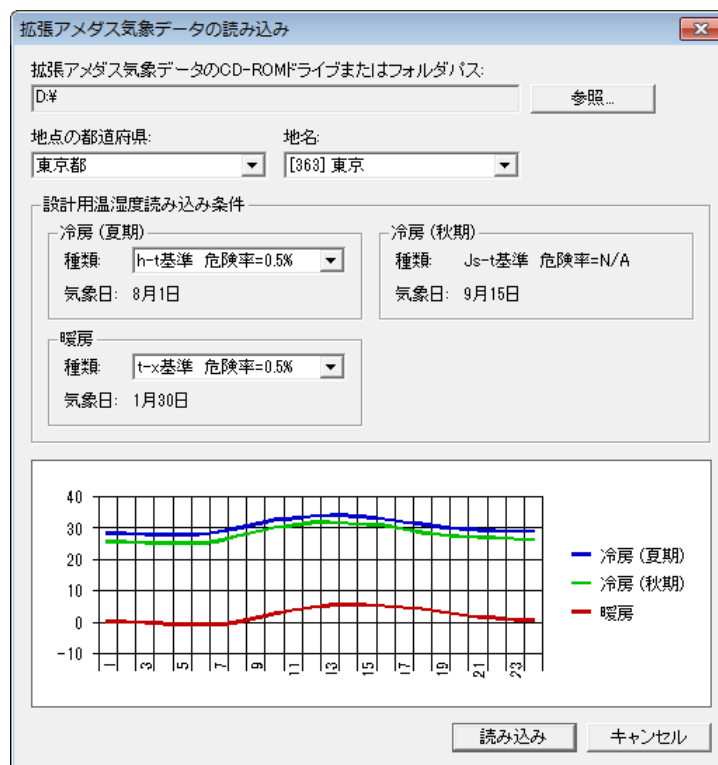 拡張アメダス気象データの読み込み
拡張アメダス気象データのCD-ROMドライブまたはフォルダパス:
D:¥
参照...
地点の都道府県:
地名:
東京都
[363] 東京
設計用温湿度読み込み条件
冷房 (夏期)
種類:
h-t基準 危険率=0.5%
気象日: 8月1日
冷房 (秋期)
種類:
Js-t基準 危険率=N/A
気象日: 9月15日
暖房
種類:
t-x基準 危険率=0.5%
気象日: 1月30日
40
30
20
10
0
-10
1 3 5 7 9 11 13 15 17 19 21 23
冷房 (夏期)
冷房 (秋期)
暖房
読み込み
キャンセル